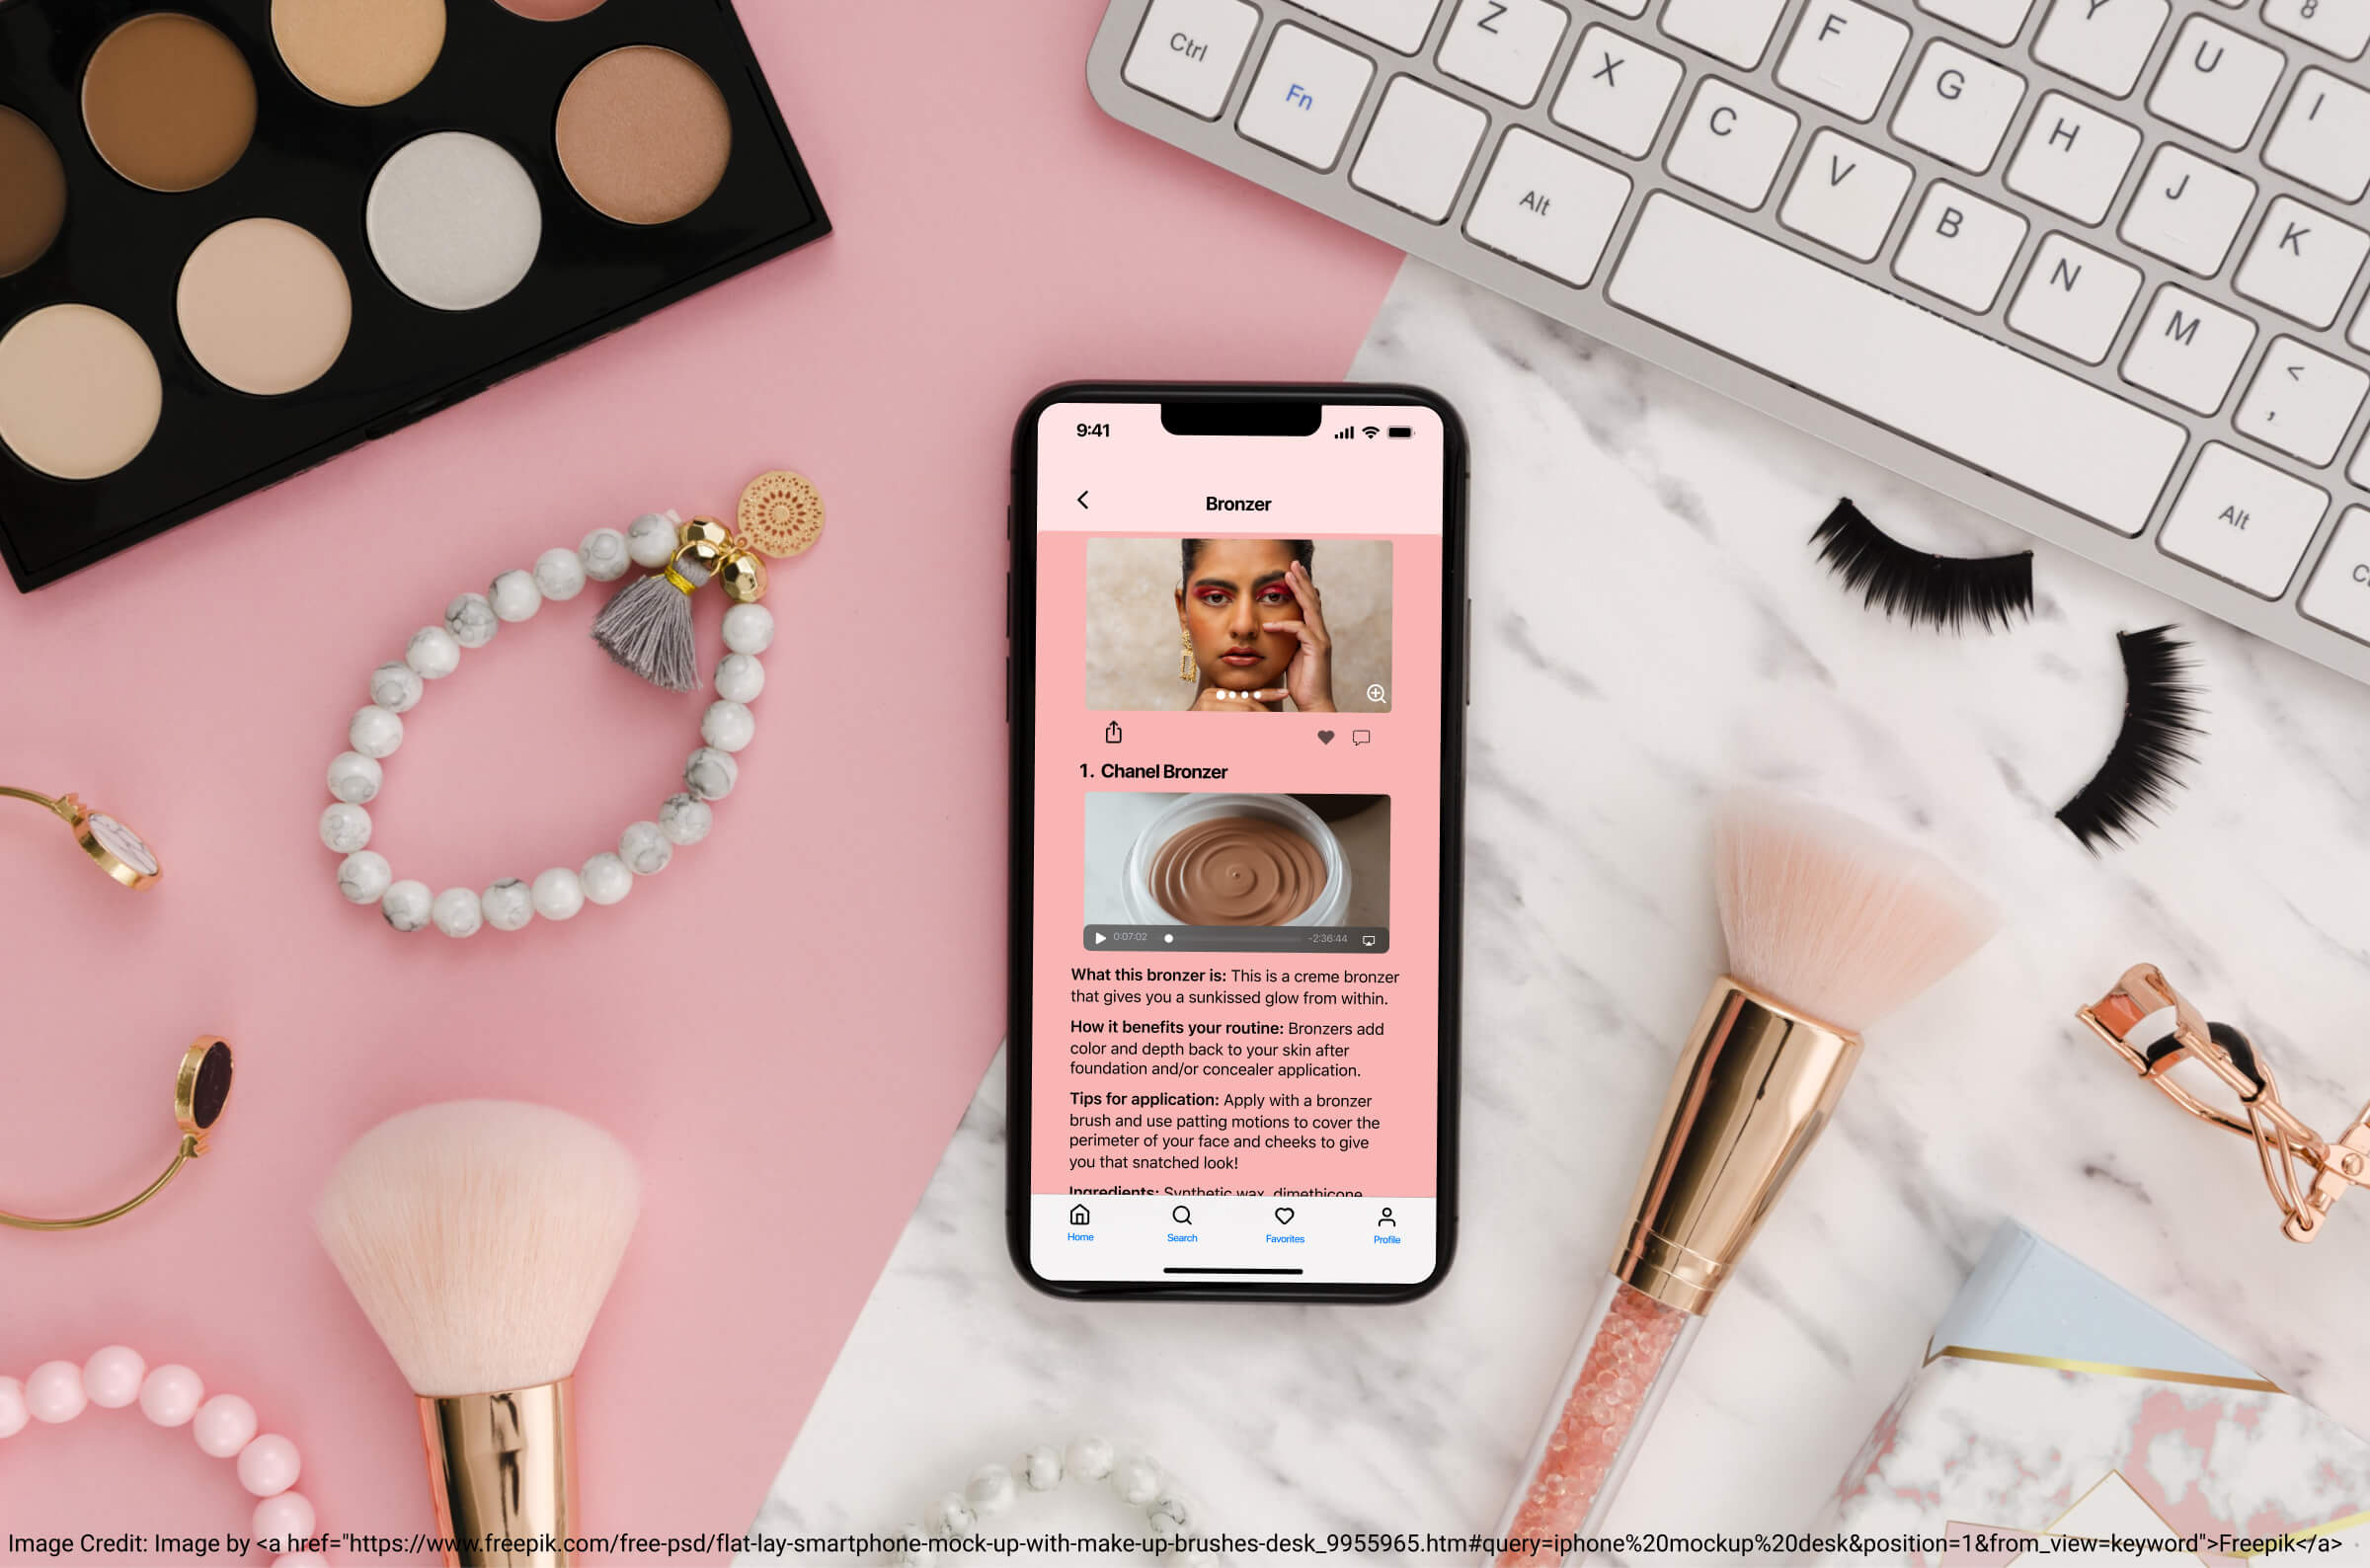 Ctrl
Z
F
Y
8
Fn
X
G
U
C
H
I
Alt
V
J
B
K
N
M
<
,
Alt
9:41
Bronzer
1. Chanel Bronzer
0:07:02
-2:36:44
What this bronzer is: This is a creme bronzer
that gives you a sunkissed glow from within.
How it benefits your routine: Bronzers add
color and depth back to your skin after
foundation and/or concealer application.
Tips for application: Apply with a bronzer
brush and use patting motions to cover the
perimeter of your face and cheeks to give
you that snatched look!
Ingredients: Synthetic wax, dimethicone
Home
Search
Favorites
Profile
Image Credit: Image by <a href="https://www.freepik.com/free-psd/flat-lay-smartphone-mock-up-with-make-up-brushes-desk_9955965.htm#query=iphone%20mockup%20desk&position=1&from_view=keyword">Freepik</a>